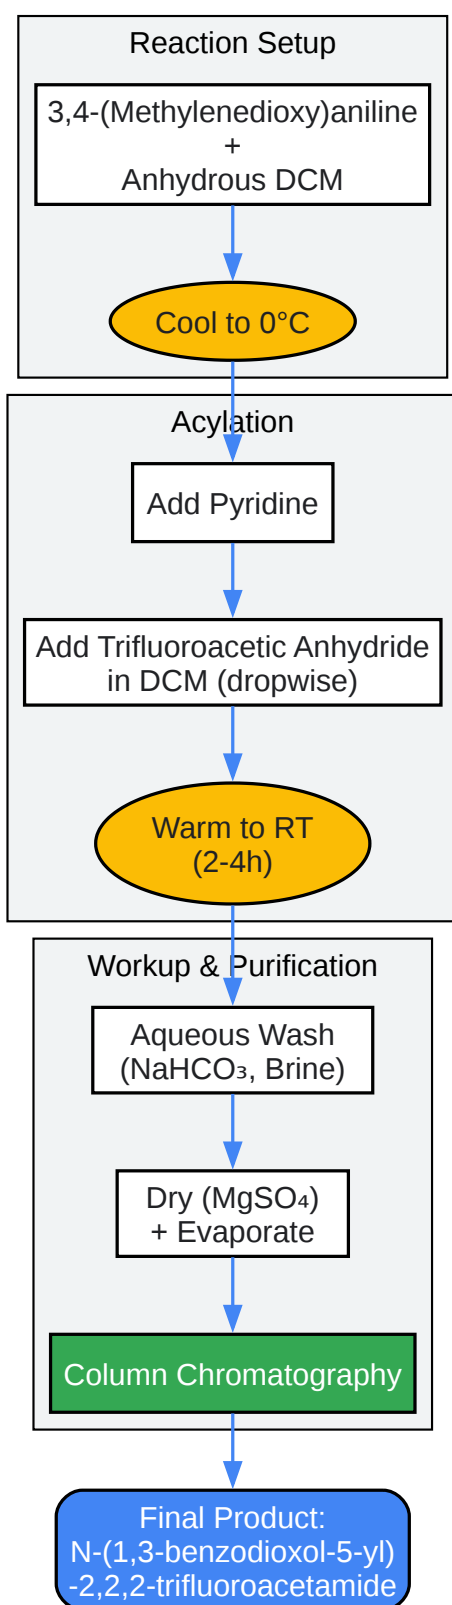 Reaction Setup
3,4-(Methylenedioxy)aniline
+
Anhydrous DCM
Cool to 0°C
Acylation
Add Pyridine
Add Trifluoroacetic Anhydride
in DCM (dropwise)
Warm to RT
(2-4h)
Workup & Purification
Aqueous Wash
(NaHCO₃, Brine)
Dry (MgSO₄)
+ Evaporate
Column Chromatography
Final Product:
N-(1,3-benzodioxol-5-yl)
-2,2,2-trifluoroacetamide